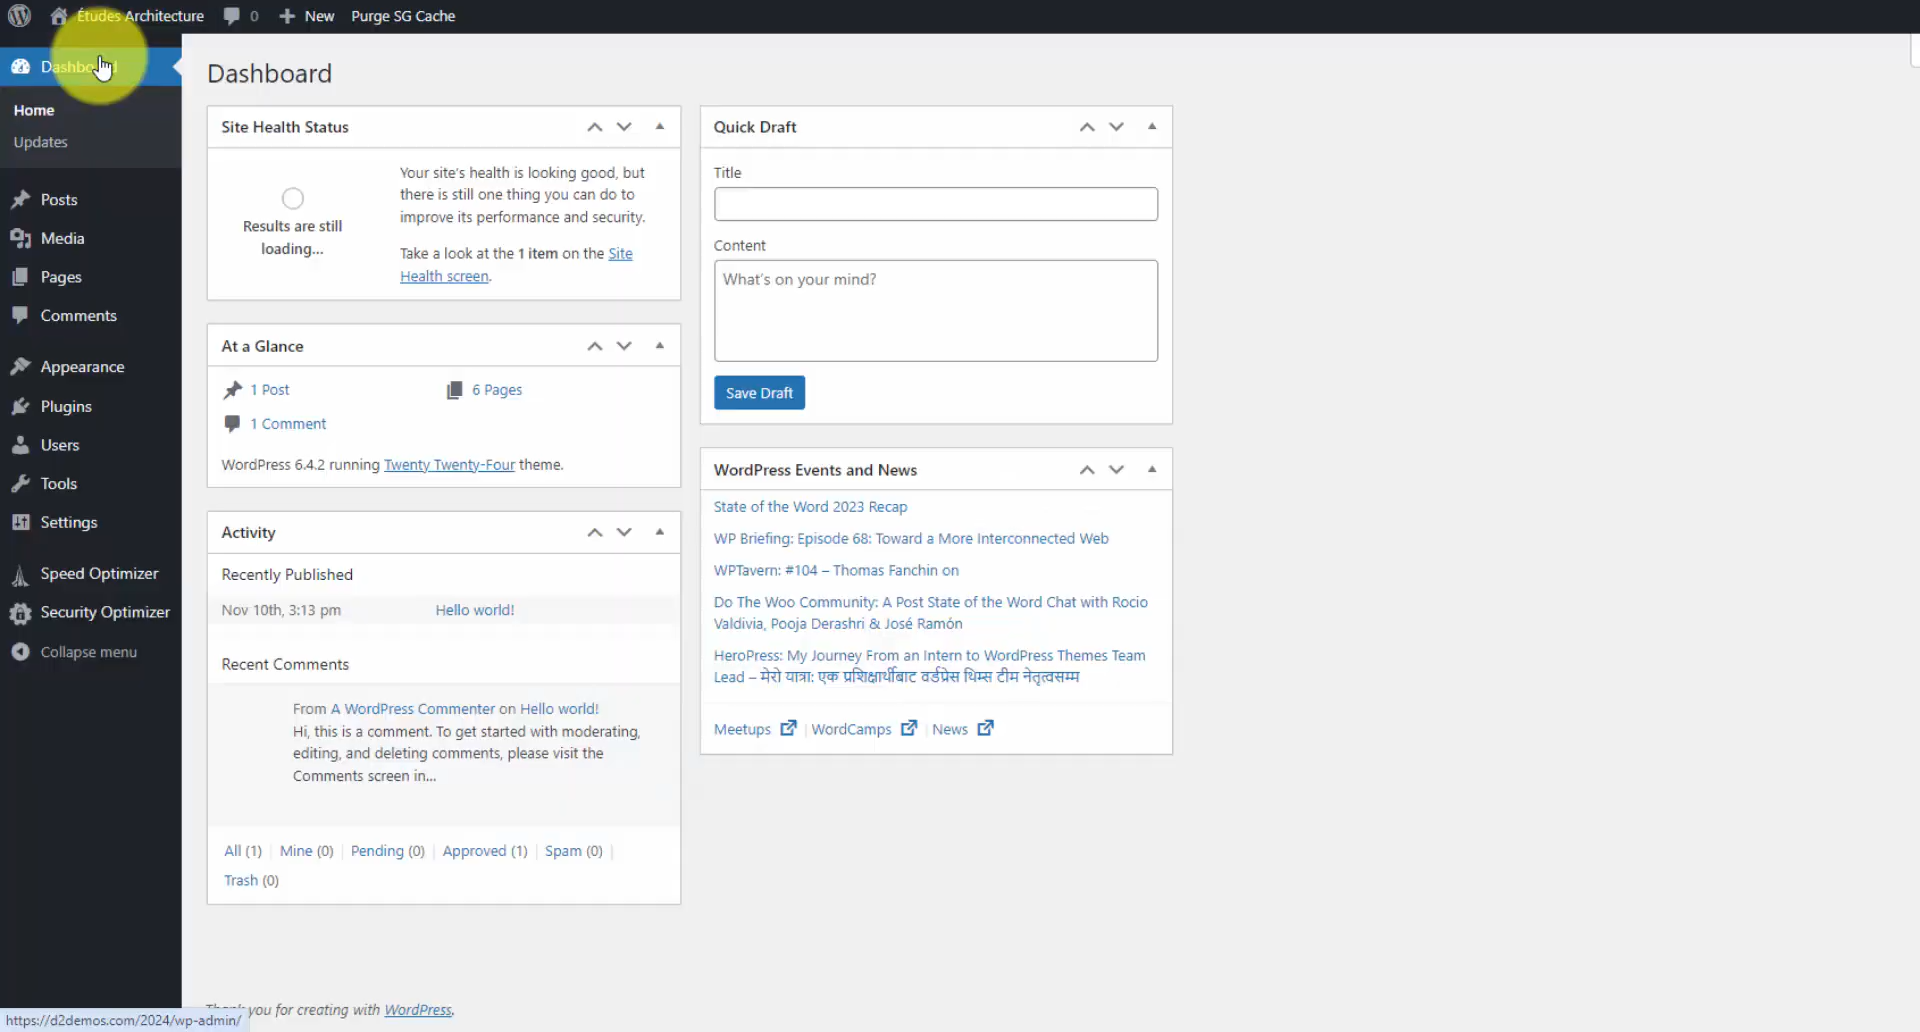 Études Architecture 0 New Purge SG Cache
Dashboard
Home
Updates
Posts
Media
Pages
Comments
Appearance
Plugins
Users
Tools
Settings
Speed Optimizer
Security Optimizer
Collapse menu
Dashboard
Site Health Status
Results are still
loading...
Your site's health is looking good, but
there is still one thing you can do to
improve its performance and security.
Take a look at the 1 item on the Site
Health screen.
At a Glance
1 Post
6 Pages
1 Comment
WordPress 6.4.2 running Twenty Twenty-Four theme.
Activity
Recently Published
Nov 10th, 3:13 pm Hello world!
Recent Comments
From A WordPress Commenter on Hello world!
Hi, this is a comment. To get started with moderating,
editing, and deleting comments, please visit the
Comments screen in...
All (1) | Mine (0) | Pending (0) | Approved (1) | Spam (0) |
Trash (0)
Quick Draft
Title
Content
What's on your mind?
Save Draft
WordPress Events and News
State of the Word 2023 Recap
WP Briefing: Episode 68: Toward a More Interconnected Web
WPTavern: #104 – Thomas Fanchin on
Do The Woo Community: A Post State of the Word Chat with Rocio
Valdivia, Pooja Derashri & José Ramón
HeroPress: My Journey From an Intern to WordPress Themes Team
Lead – मेरो यात्रा: एक प्रशिक्षार्थीबाट वर्डप्रेस थिम्स टीम नेतृत्वसम्म
Meetups | WordCamps | News
Thank you for creating with WordPress.
https://d2demos.com/2024/wp-admin/